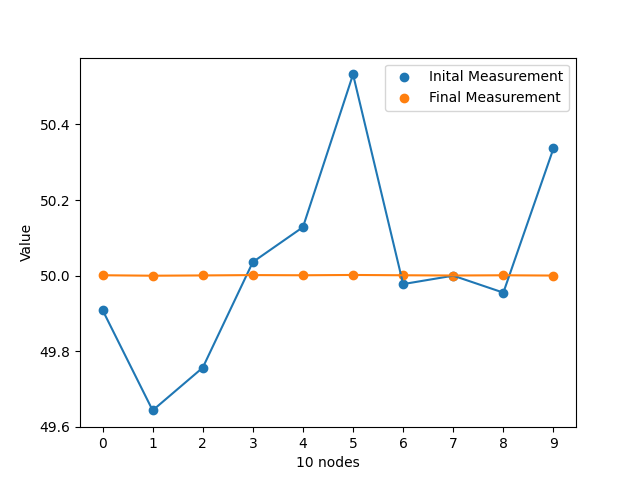 Inital Measurement
Final Measurement
50.4
50.2
50.0
49.8
49.6
Value
0 1 2 3 4 5 6 7 8 9
10 nodes